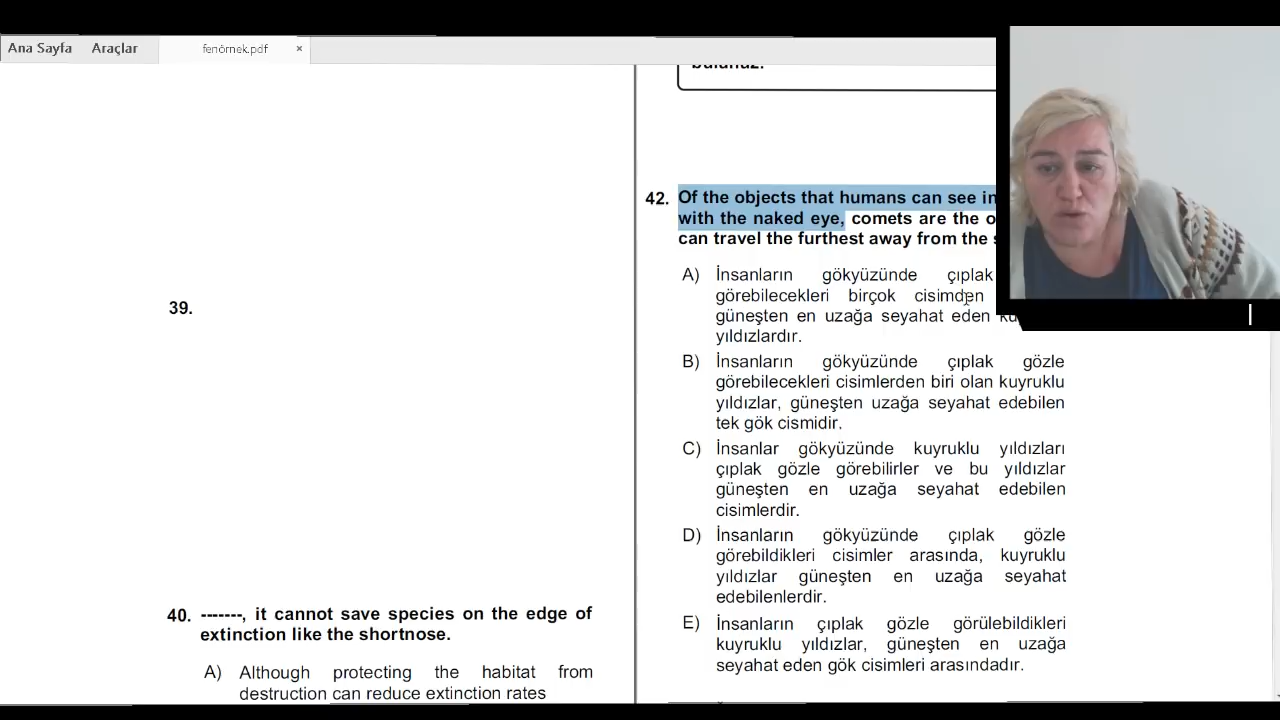 Ana Sayfa
Araçlar
fenörnek.pdf
×
39.
40. -------, it cannot save species on the edge of
extinction like the shortnose.
A) Although protecting the habitat from
destruction can reduce extinction rates
bulunuz.
42. Of the objects that humans can see in
with the naked eye, comets are the
can travel the furthest away from the
A) İnsanların gökyüzünde çıplak
görebilecekleri birçok cisimden
güneşten en uzağa seyahat eden
yıldızlardır.
B) İnsanların gökyüzünde çıplak gözle
görebilecekleri cisimlerden biri olan kuyruklu
yıldızlar, güneşten uzağa seyahat edebilen
tek gök cismidir.
C) İnsanlar gökyüzünde kuyruklu yıldızları
çıplak gözle görebilirler ve bu yıldızlar
güneşten en uzağa seyahat edebilen
cisimlerdir.
D) İnsanların gökyüzünde çıplak gözle
görebildikleri cisimler arasında, kuyruklu
yıldızlar güneşten en uzağa seyahat
edebilenlerdir.
E) İnsanların çıplak gözle görülebildikleri
kuyruklu yıldızlar, güneşten en uzağa
seyahat eden gök cisimleri arasındadır.